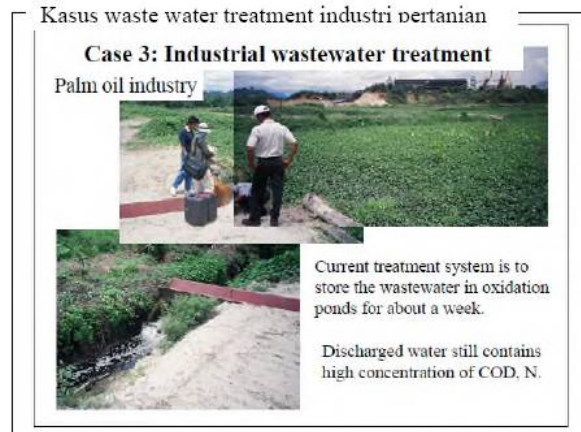 Kasus waste water treatment industri pertanian
Case 3: Industrial wastewater treatment
Palm oil industry
Current treatment system is to
store the wastewater in oxidation
ponds for about a week.
Discharged water still contains
high concentration of COD, N.